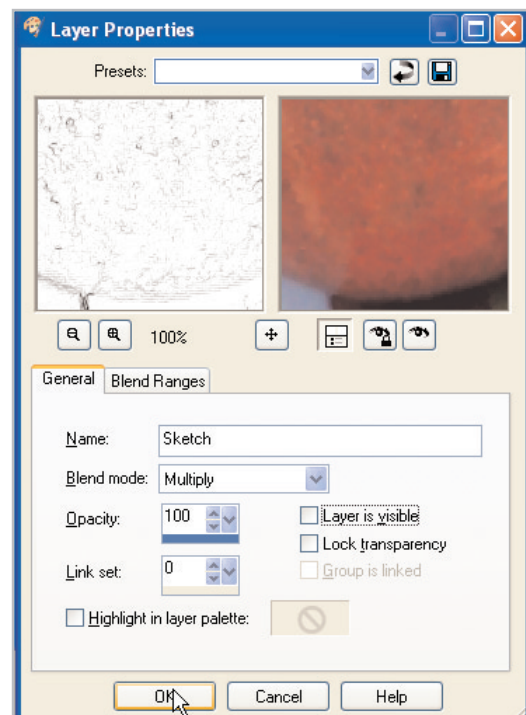 Layer Properties
Presets:
100%
General Blend Ranges
Name: Sketch
Blend mode: Multiply
Opacity: 100 Layer is visible
Lock transparency
Link set: 0 Group is linked
Highlight in layer palette:
OK Cancel Help